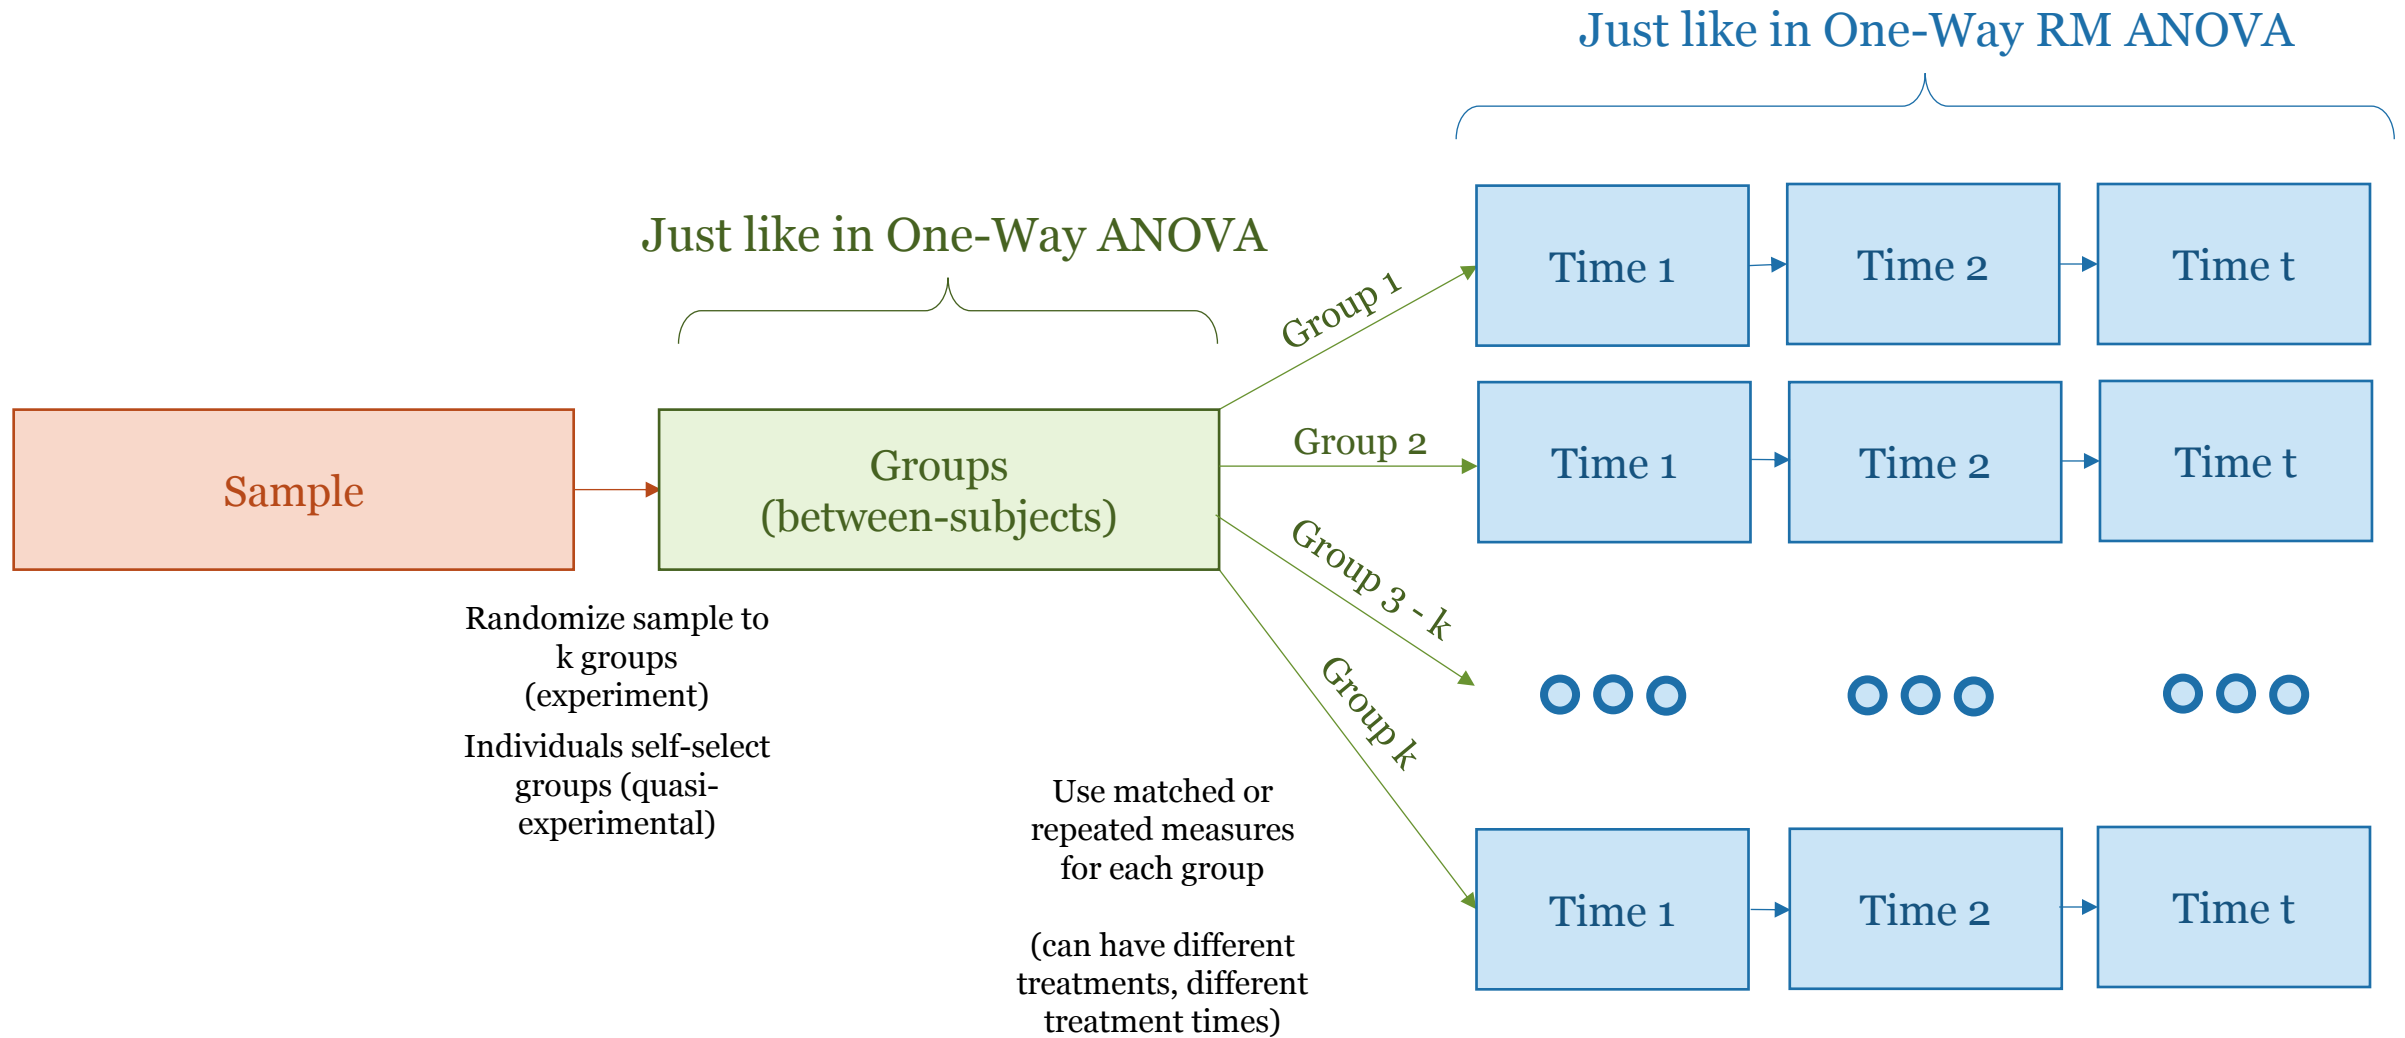 Just like in One-Way RM ANOVA
Just like in One-Way ANOVA
Sample
Groups
(between-subjects)
Randomize sample to
k groups
(experiment)
Individuals self-select
groups (quasi-
experimental)
Use matched or
repeated measures
for each group
(can have different
treatments, different
treatment times)
Group 1
Time 1
Time 2
Time t
Group 2
Time 1
Time 2
Time t
Group 3 - k
Group k
Time 1
Time 2
Time t